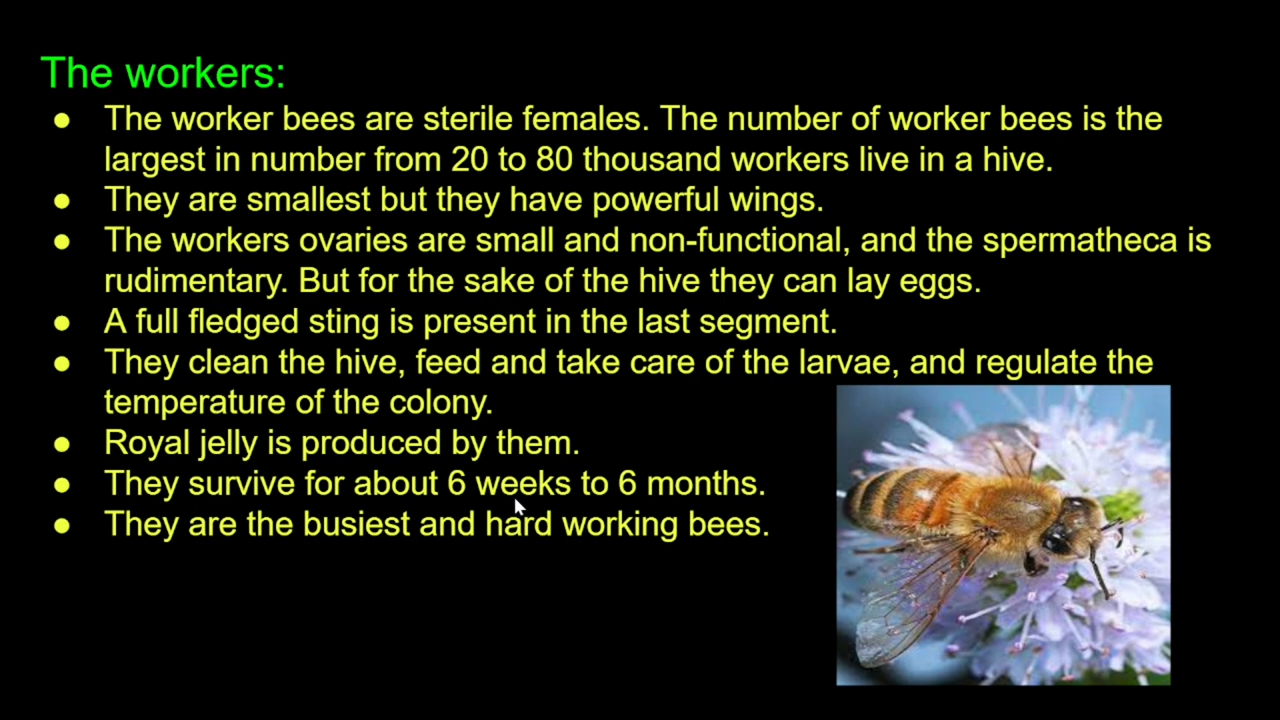 The workers:
● The worker bees are sterile females. The number of worker bees is the
largest in number from 20 to 80 thousand workers live in a hive.
● They are smallest but they have powerful wings.
● The workers ovaries are small and non-functional, and the spermatheca is
rudimentary. But for the sake of the hive they can lay eggs.
● A full fledged sting is present in the last segment.
● They clean the hive, feed and take care of the larvae, and regulate the
temperature of the colony.
● Royal jelly is produced by them.
● They survive for about 6 weeks to 6 months.
● They are the busiest and hard working bees.